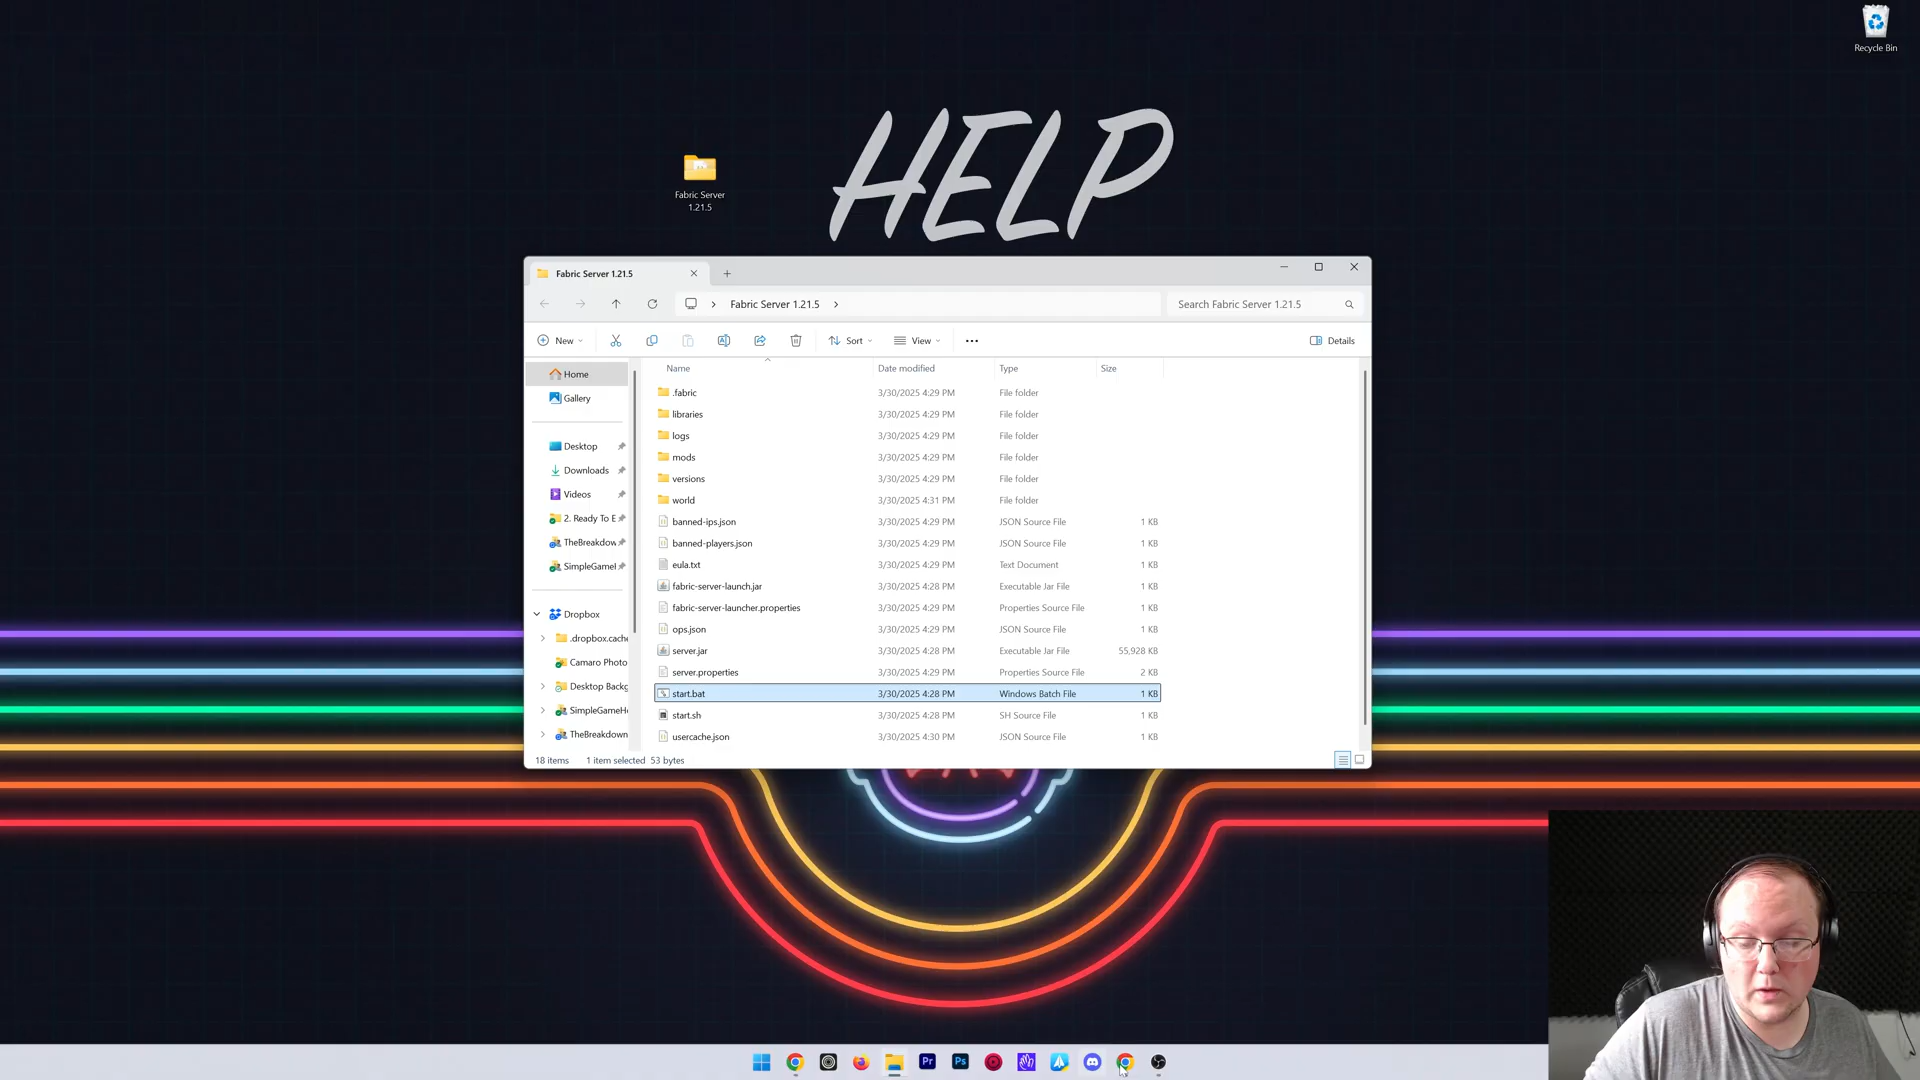 Recycle Bin
HELP
Fabric Server
1.21.5
Fabric Server 1.21.5
Fabric Server 1.21.5
Search Fabric Server 1.21.5
New
Sort
View
Details
Home
Gallery
Desktop
Downloads
Videos
2. Ready To E
TheBreakdow
SimpleGameH
Dropbox
.dropbox.cache
Camaro Photo
Desktop Backg
SimpleGameHe
TheBreakdown
Name Date modified Type Size
.fabric 3/30/2025 4:29 PM File folder
libraries 3/30/2025 4:29 PM File folder
logs 3/30/2025 4:29 PM File folder
mods 3/30/2025 4:29 PM File folder
versions 3/30/2025 4:29 PM File folder
world 3/30/2025 4:31 PM File folder
banned-ips.json 3/30/2025 4:29 PM JSON Source File 1 KB
banned-players.json 3/30/2025 4:29 PM JSON Source File 1 KB
eula.txt 3/30/2025 4:29 PM Text Document 1 KB
fabric-server-launch.jar 3/30/2025 4:28 PM Executable Jar File 1 KB
fabric-server-launcher.properties 3/30/2025 4:29 PM Properties Source File 1 KB
ops.json 3/30/2025 4:29 PM JSON Source File 1 KB
server.jar 3/30/2025 4:28 PM Executable Jar File 55,928 KB
server.properties 3/30/2025 4:29 PM Properties Source File 2 KB
start.bat 3/30/2025 4:28 PM Windows Batch File 1 KB
start.sh 3/30/2025 4:28 PM SH Source File 1 KB
usercache.json 3/30/2025 4:30 PM JSON Source File 1 KB
18 items 1 item selected 53 bytes
Pr
Ps